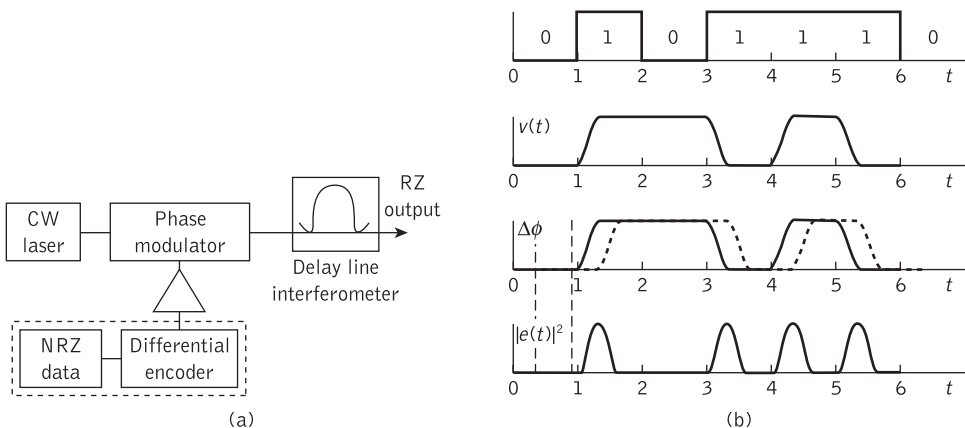 CW
laser
Phase
modulator
RZ
output
Delay line
interferometer
NRZ
data
Differential
encoder
(a)
0 1 0 1 1 1 0
0 1 2 3 4 5 6 t
v(t)
0 1 2 3 4 5 6 t
Δϕ
0 1 2 3 4 5 6 t
|e(t)|²
0 1 2 3 4 5 6 t
(b)